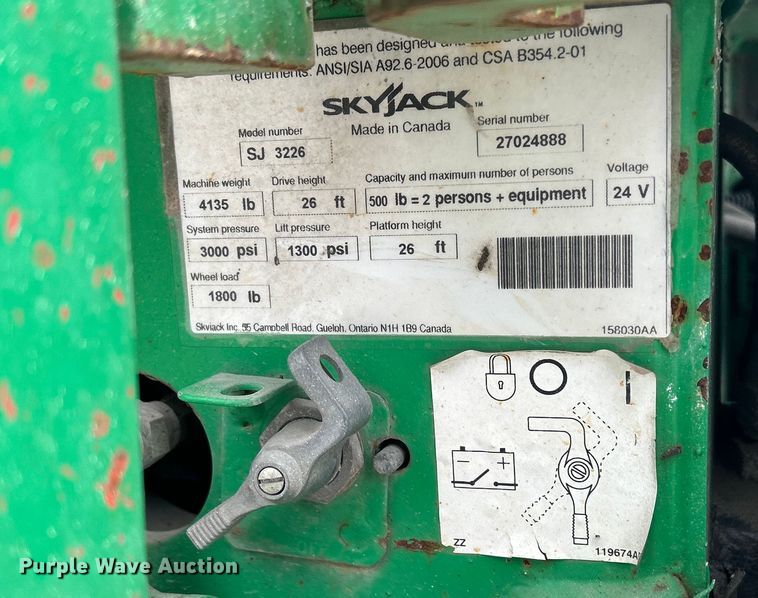 has been designed and tested to the following
requirements: ANSI/SIA A92.6-2006 and CSA B354.2-01
SKYJACK™
Made in Canada
Model number
SJ 3226
Serial number
27024888
Machine weight
4135 lb
Drive height
26 ft
Capacity and maximum number of persons
500 lb = 2 persons + equipment
Voltage
24 V
System pressure
3000 psi
Lift pressure
1300 psi
Platform height
26 ft
Wheel load
1800 lb
Skyjack Inc. 55 Campbell Road, Guelph, Ontario N1H 1B9 Canada
158030AA
O
I
- +
ZZ
119674A
Purple Wave Auction